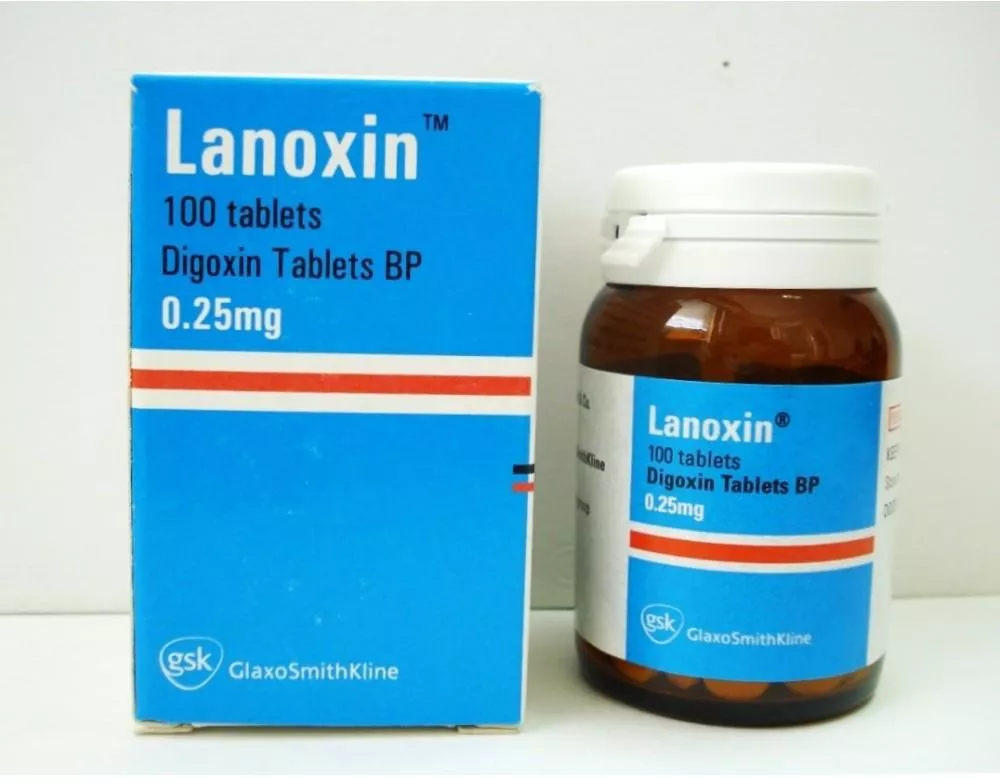 Lanoxin™
100 tablets
Digoxin Tablets BP
0.25mg
gsk GlaxoSmithKline
Lanoxin®
100 tablets
Digoxin Tablets BP
0.25mg
gsk GlaxoSmithKline